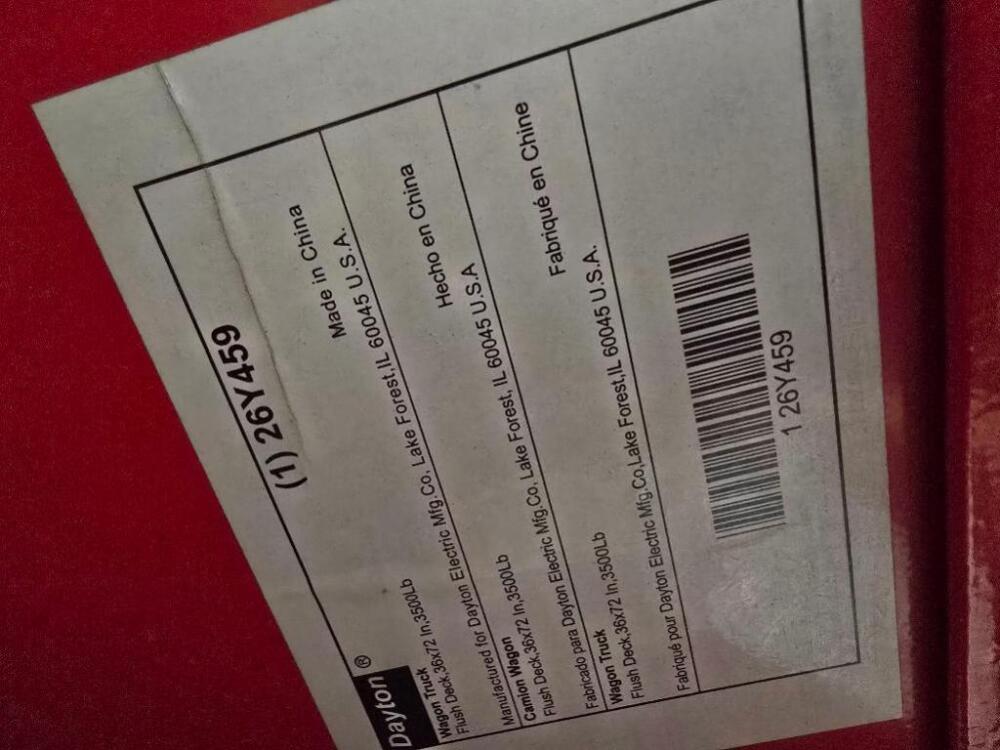 Dayton®
(1) 26Y459
Wagon Truck
Flush Deck,36x72 In,3500Lb
Made in China
Manufactured for Dayton Electric Mfg.Co, Lake Forest,IL 60045 U.S.A.
Camion Wagon
Flush Deck,36x72 In,3500Lb
Hecho en China
Fabricado para Dayton Electric Mfg.Co, Lake Forest, IL 60045 U.S.A
Wagon Truck
Flush Deck,36x72 In,3500Lb
Fabriqué en Chine
Fabriqué pour Dayton Electric Mfg.Co,Lake Forest,IL 60045 U.S.A.
1 26Y459